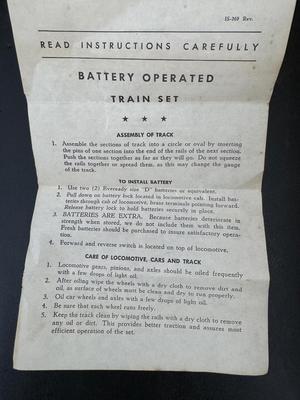 IS-369 Rev.
READ INSTRUCTIONS CAREFULLY
BATTERY OPERATED
TRAIN SET
★ ★ ★
ASSEMBLY OF TRACK
1. Assemble the sections of track into a circle or oval by inserting
the pins of one section into the end of the rails of the next section.
Push the sections together as far as they will go. Do not squeeze
the rails together or spread them, as this may change the gauge
of the track.
TO INSTALL BATTERY
1. Use two (2) Eveready size "D" batteries or equivalent.
2. Pull down on battery lock located in locomotive cab. Install bat-
teries through cab of locomotive, brass terminals pointing forward.
Release battery lock to hold batteries securely in place.
3. BATTERIES ARE EXTRA. Because batteries deteriorate in
strength when stored, we do not include them with this item.
Fresh batteries should be purchased to insure satisfactory opera-
tion.
4. Forward and reverse switch is located on top of locomotive.
CARE OF LOCOMOTIVE, CARS AND TRACK
1. Locomotive gears, pinions, and axles should be oiled frequently
with a few drops of light oil.
2. After oiling wipe the wheels with a dry cloth to remove dirt and
oil, as surface of wheels must be clean and dry to run properly.
3. Oil car wheels and axles with a few drops of light oil.
4. Be sure that each wheel runs freely.
5. Keep the track clean by wiping the rails with a dry cloth to remove
any oil or dirt. This provides better traction and assures most
efficient operation of the set.